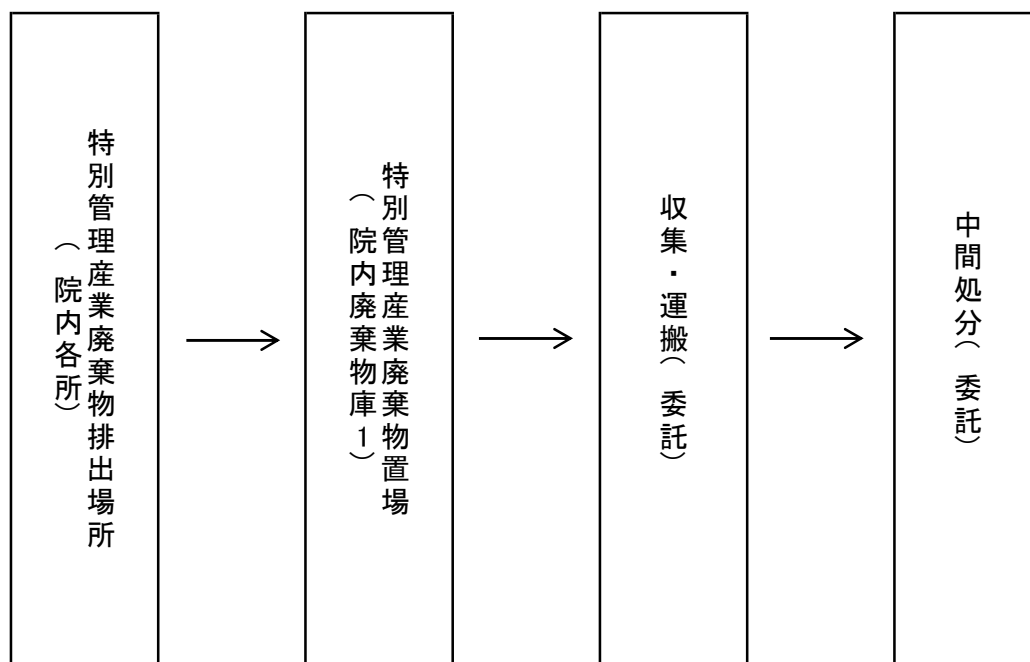 特別管理産業廃棄物排出場所
（院内各所）
特別管理産業廃棄物置場
（院内廃棄物庫1）
収集・運搬（委託）
中間処分（委託）